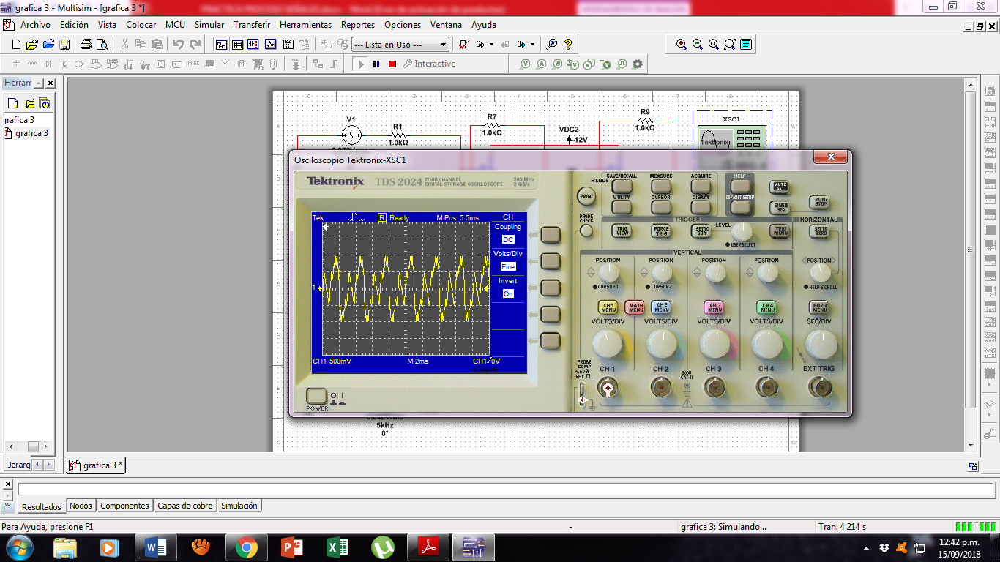 grafica 3 - Multisim - [grafica 3 *]
Archivo Edición Vista Colocar MCU Simular Transferir Herramientas Reportes Opciones Ventana Ayuda
--- Lista en Uso ---
MISC
Interactive
Herram
grafica 3
grafica 3
0 1 2 3 4 5 6 7 8
V1
R1
1.0kΩ
R7
1.0kΩ
VDC2
-12V
R9
1.0kΩ
XSC1
Tektronix
Osciloscopio Tektronix-XSC1
Tektronix TDS 2024 FOUR CHANNEL
DIGITAL STORAGE OSCILLOSCOPE
200 MHz
2 GS/s
Tek R Ready M Pos: 5.5ms CH
Coupling
DC
Volts/Div
Fine
Invert
On
1
CH1 500mV M 2ms CH1 / 0V
POWER
MENUS
SAVE/RECALL MEASURE ACQUIRE HELP
AUTO SET
PRINT
UTILITY CURSOR DISPLAY DEFAULT SETUP
SINGLE SEQ
RUN/STOP
PROBE CHECK
TRIGGER
TRIG VIEW
FORCE TRIG
SET TO 50%
LEVEL
USER SELECT
TRIG MENU
HORIZONTAL
SET TO ZERO
VERTICAL
POSITION POSITION POSITION POSITION POSITION
CURSOR 1 CURSOR 2 HELP SCROLL
CH 1 MENU
MATH MENU
CH 2 MENU
CH 3 MENU
CH 4 MENU
HORIZ MENU
VOLTS/DIV VOLTS/DIV VOLTS/DIV VOLTS/DIV SEC/DIV
PROBE COMP
~5V@
1kHz
CH 1 CH 2 CH 3 CH 4 EXT TRIG
300V
CAT II
5kHz
0°
Jerarq
grafica 3 *
Resultados Nodos Componentes Capas de cobre Simulación
Para Ayuda, presione F1
-
grafica 3: Simulando...
Tran: 4.214 s
12:42 p.m.
15/09/2018